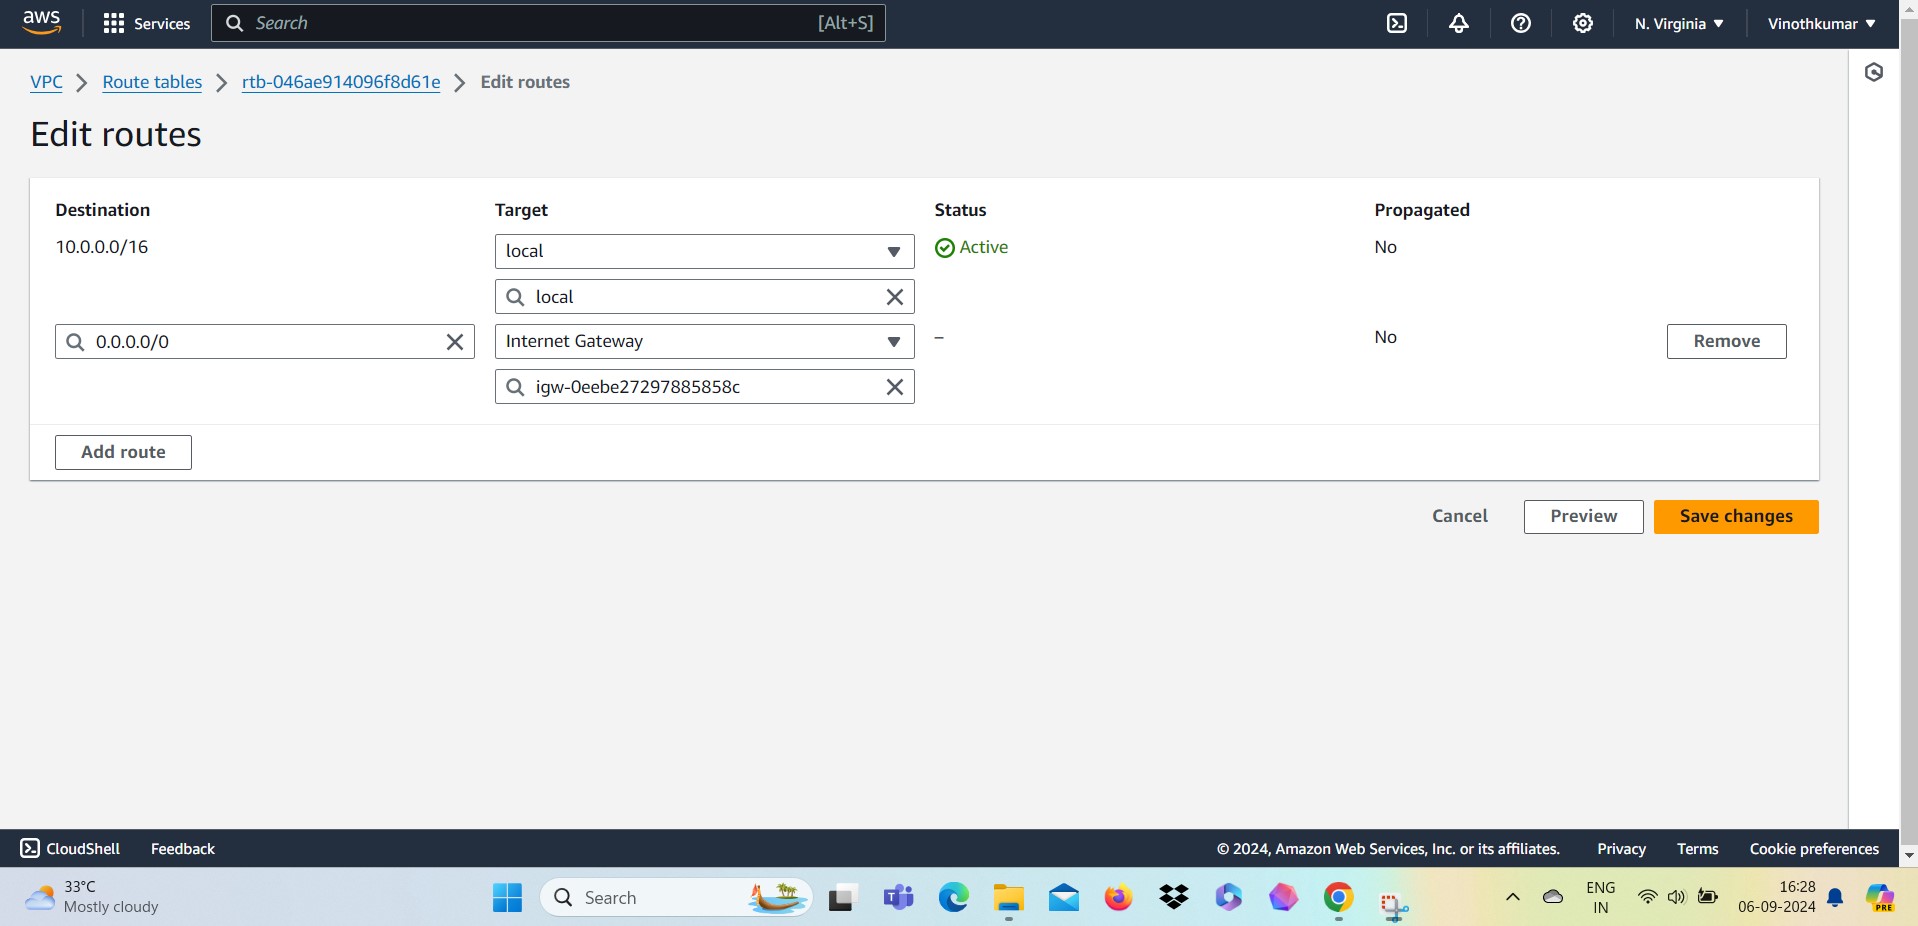 aws
Services
Search
[Alt+S]
N. Virginia
Vinothkumar
VPC
Route tables
rtb-046ae914096f8d61e
Edit routes
Edit routes
Destination
Target
Status
Propagated
10.0.0.0/16
local
Active
No
local
0.0.0.0/0
Internet Gateway
–
No
Remove
igw-0eebe27297885858c
Add route
Cancel
Preview
Save changes
CloudShell
Feedback
© 2024, Amazon Web Services, Inc. or its affiliates.
Privacy
Terms
Cookie preferences
33°C
Mostly cloudy
Search
ENG
IN
16:28
06-09-2024
PRE